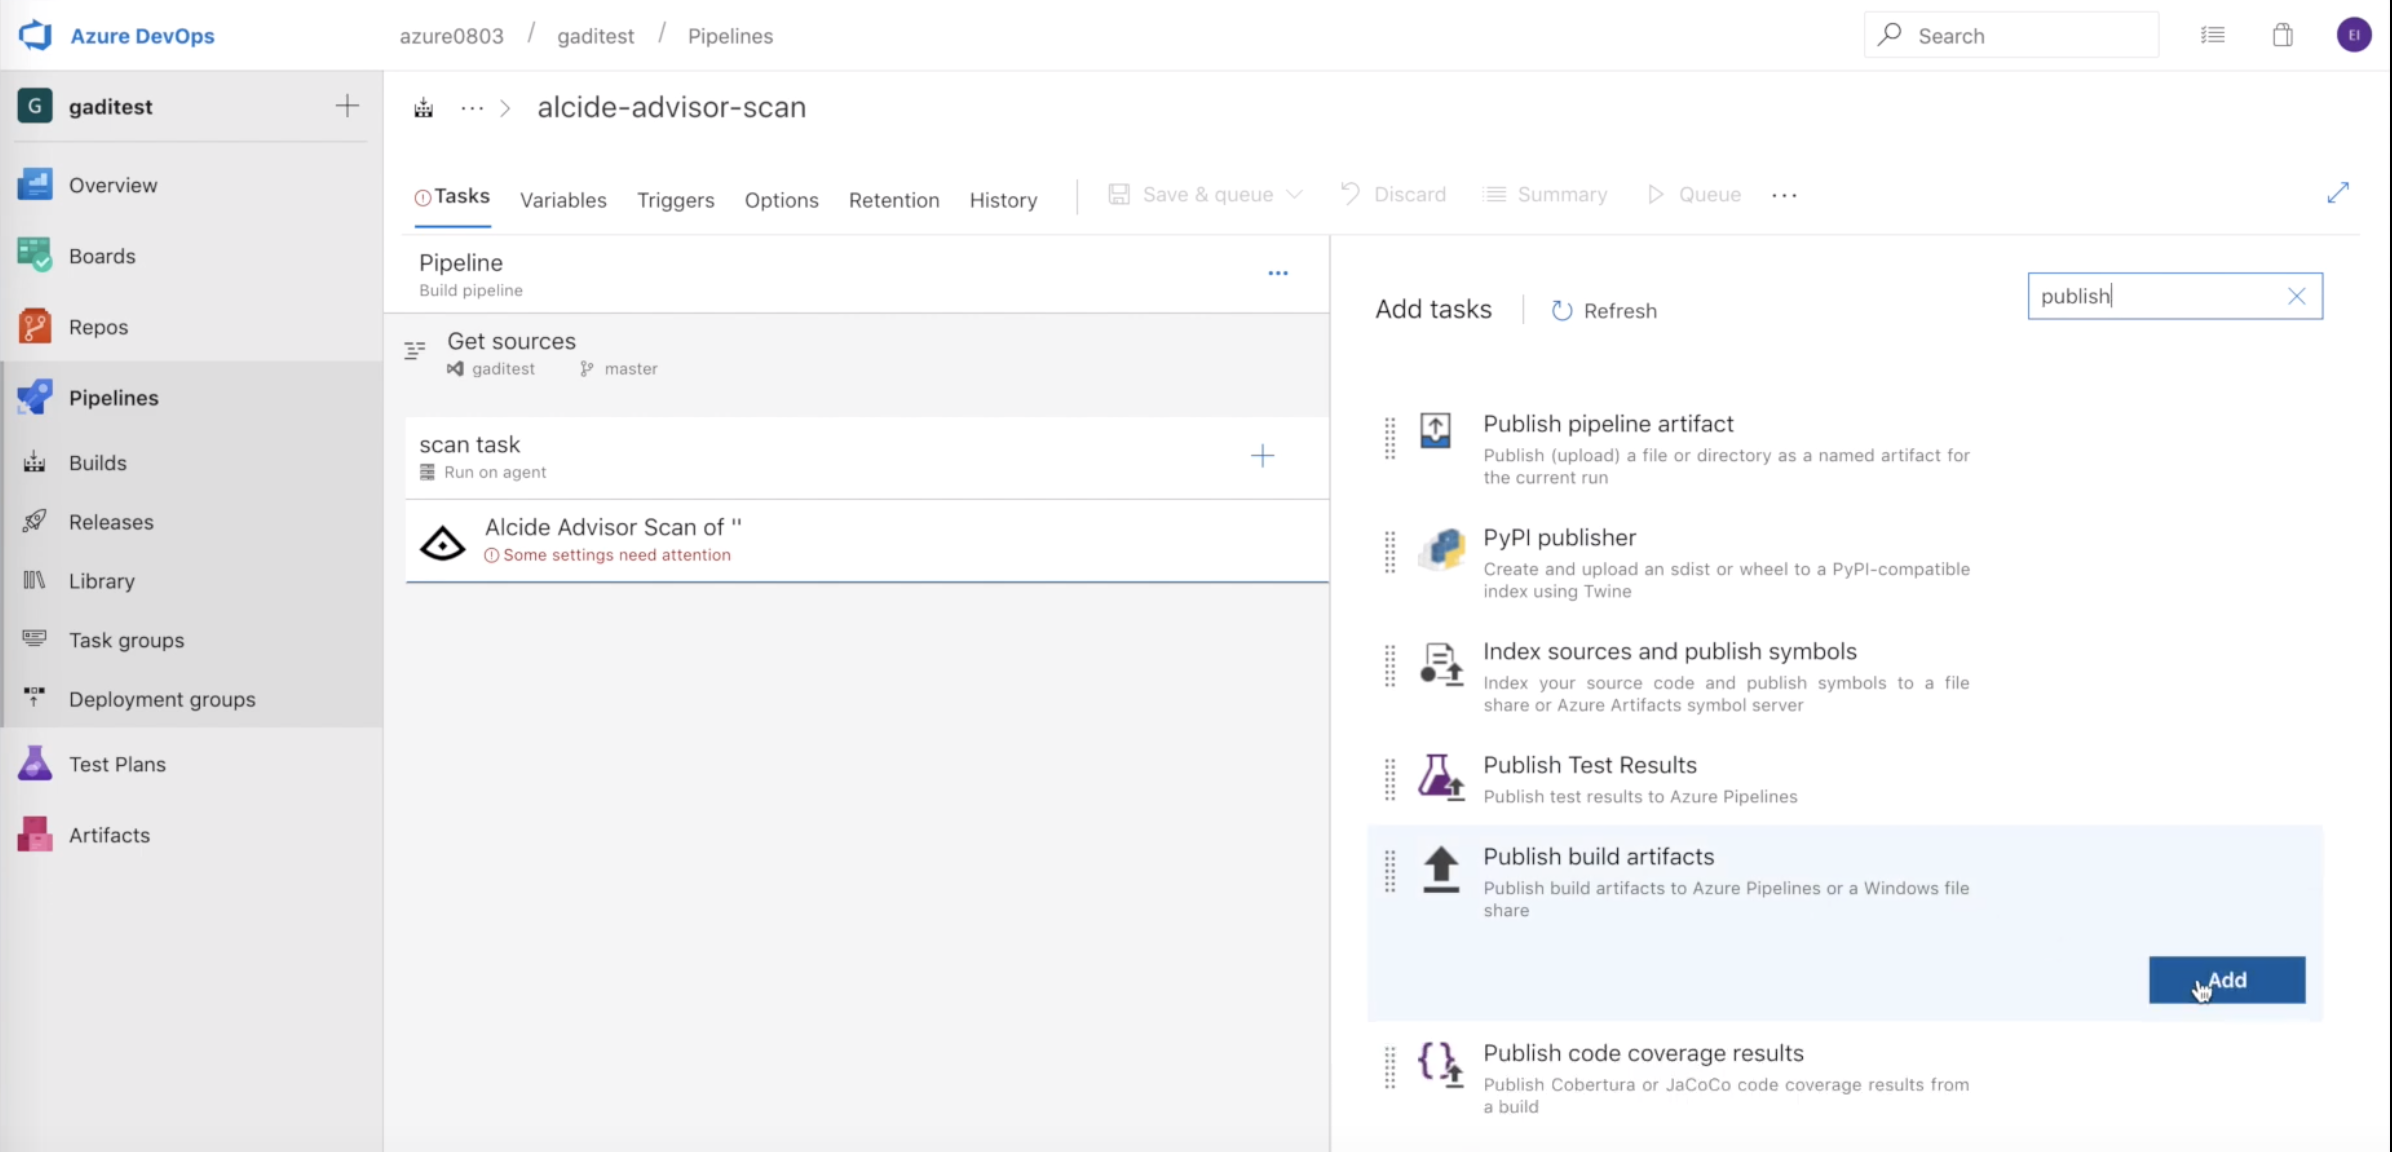 Azure DevOps
azure0803 / gaditest / Pipelines
Search
EI
G gaditest
Overview
Boards
Repos
Pipelines
Builds
Releases
Library
Task groups
Deployment groups
Test Plans
Artifacts
... > alcide-advisor-scan
Tasks Variables Triggers Options Retention History
Save & queue Discard Summary Queue ...
Pipeline
Build pipeline
...
Get sources
gaditest master
scan task
Run on agent
Alcide Advisor Scan of ''
Some settings need attention
Add tasks Refresh
publish
Publish pipeline artifact
Publish (upload) a file or directory as a named artifact for
the current run
PyPI publisher
Create and upload an sdist or wheel to a PyPI-compatible
index using Twine
Index sources and publish symbols
Index your source code and publish symbols to a file
share or Azure Artifacts symbol server
Publish Test Results
Publish test results to Azure Pipelines
Publish build artifacts
Publish build artifacts to Azure Pipelines or a Windows file
share
Add
Publish code coverage results
Publish Cobertura or JaCoCo code coverage results from
a build